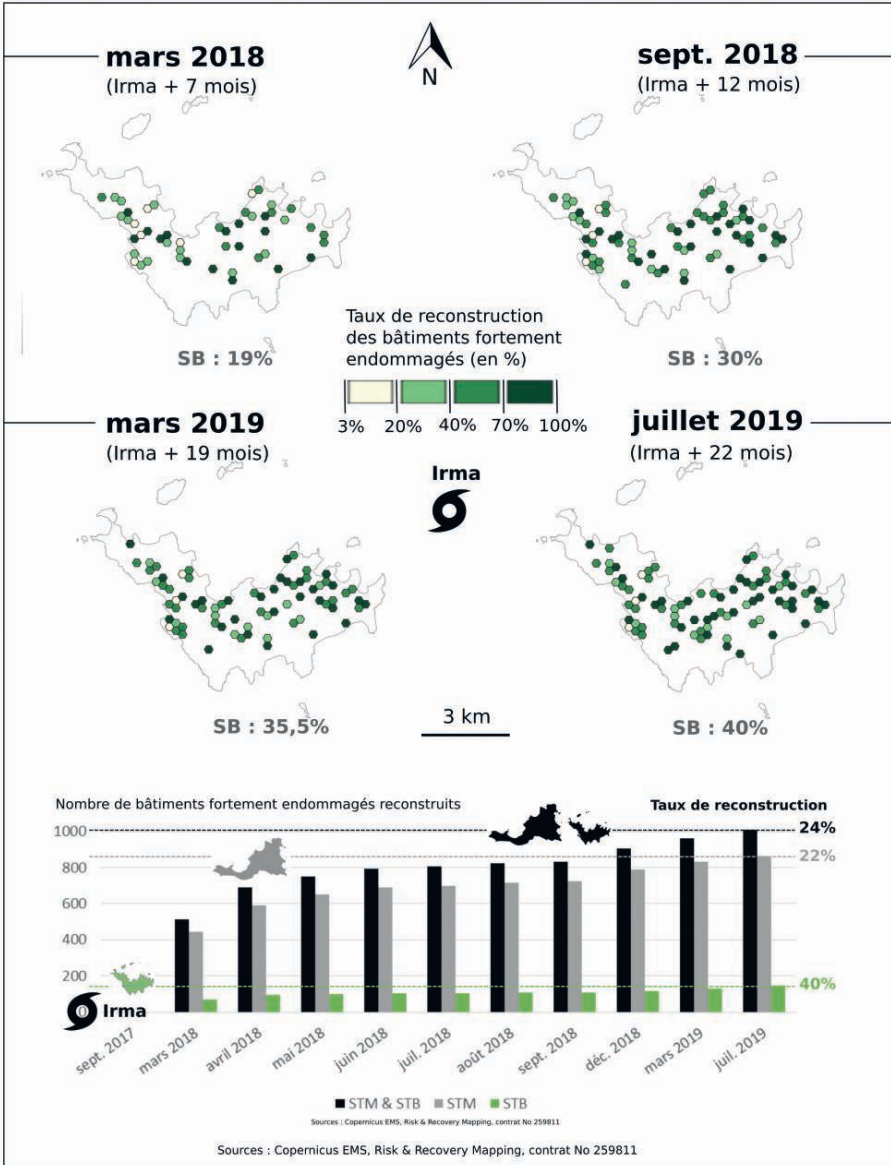 mars 2018
(Irma + 7 mois)
N
sept. 2018
(Irma + 12 mois)
SB : 19%
SB : 30%
Taux de reconstruction
des bâtiments fortement
endommagés (en %)
3% 20% 40% 70% 100%
mars 2019
(Irma + 19 mois)
juillet 2019
(Irma + 22 mois)
Irma
SB : 35,5%
3 km
SB : 40%
Nombre de bâtiments fortement endommagés reconstruits
Taux de reconstruction
1000
24%
22%
800
600
400
200
40%
0
Irma
sept. 2017
mars 2018
avril 2018
mai 2018
juin 2018
juil. 2018
août 2018
sept. 2018
déc. 2018
mars 2019
juil. 2019
STM & STB STM STB
Sources : Copernicus EMS, Risk & Recovery Mapping, contrat No 259811
Sources : Copernicus EMS, Risk & Recovery Mapping, contrat No 259811